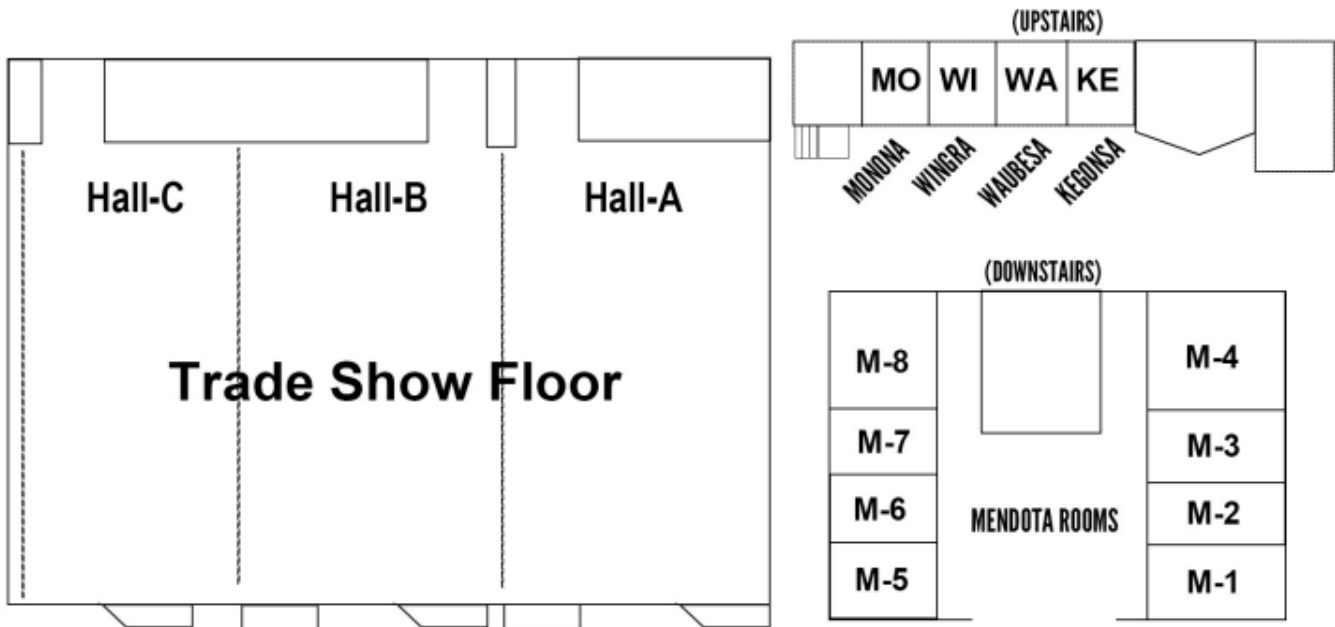 Hall-C
Hall-B
Hall-A
Trade Show Floor
(UPSTAIRS)
MO
WI
WA
KE
MONONA
WINGRA
WAUBESA
KEGONSA
(DOWNSTAIRS)
M-8
M-7
M-6
M-5
MENDOTA ROOMS
M-4
M-3
M-2
M-1